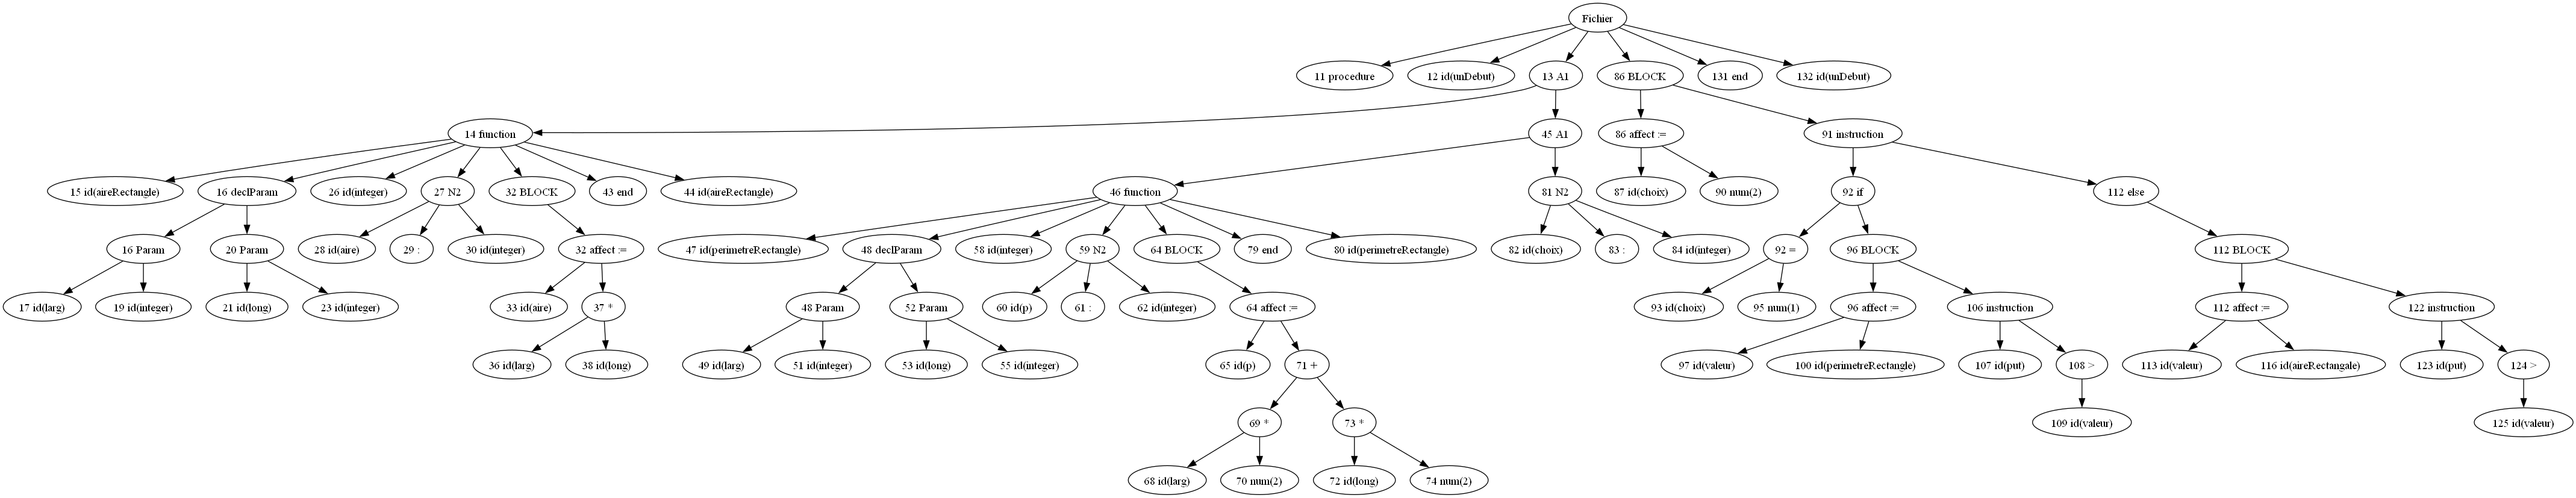 Fichier
11 procedure 12 id(unDebut) 13 A1 86 BLOCK 131 end 132 id(unDebut)
14 function 45 A1 86 affect := 91 instruction
15 id(aireRectangle) 16 declParam 26 id(integer) 27 N2 32 BLOCK 43 end 44 id(aireRectangle) 46 function 81 N2 87 id(choix) 90 num(2) 92 if 112 else
16 Param 20 Param 28 id(aire) 29 : 30 id(integer) 32 affect := 47 id(perimetreRectangle) 48 declParam 58 id(integer) 59 N2 64 BLOCK 79 end 80 id(perimetreRectangle) 82 id(choix) 83 : 84 id(integer) 92 = 96 BLOCK 112 BLOCK
17 id(larg) 19 id(integer) 21 id(long) 23 id(integer) 33 id(aire) 37 * 48 Param 52 Param 60 id(p) 61 : 62 id(integer) 64 affect := 93 id(choix) 95 num(1) 96 affect := 106 instruction 112 affect := 122 instruction
36 id(larg) 38 id(long) 49 id(larg) 51 id(integer) 53 id(long) 55 id(integer) 65 id(p) 71 + 97 id(valeur) 100 id(perimetreRectangle) 107 id(put) 108 > 113 id(valeur) 116 id(aireRectangale) 123 id(put) 124 >
69 * 73 * 109 id(valeur) 125 id(valeur)
68 id(larg) 70 num(2) 72 id(long) 74 num(2)